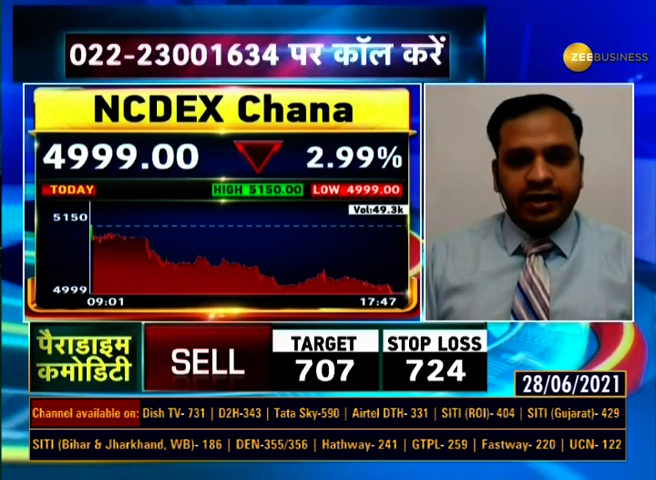 022-23001634 पर कॉल करें
ZEE BUSINESS
NCDEX Chana
4999.00 2.99%
TODAY HIGH 5150.00 LOW 4999.00
Vol:49.3k
5150
4999
09:01 17:47
पैराडाइम
कमोडिटी
SELL
TARGET
707
STOP LOSS
724
28/06/2021
Channel available on: Dish TV- 731 | D2H-343 | Tata Sky-590 | Airtel DTH- 331 | SITI (ROI)- 404 | SITI (Gujarat)- 429
SITI (Bihar & Jharkhand, WB)- 186 | DEN-355/356 | Hathway- 241 | GTPL- 259 | Fastway- 220 | UCN- 122